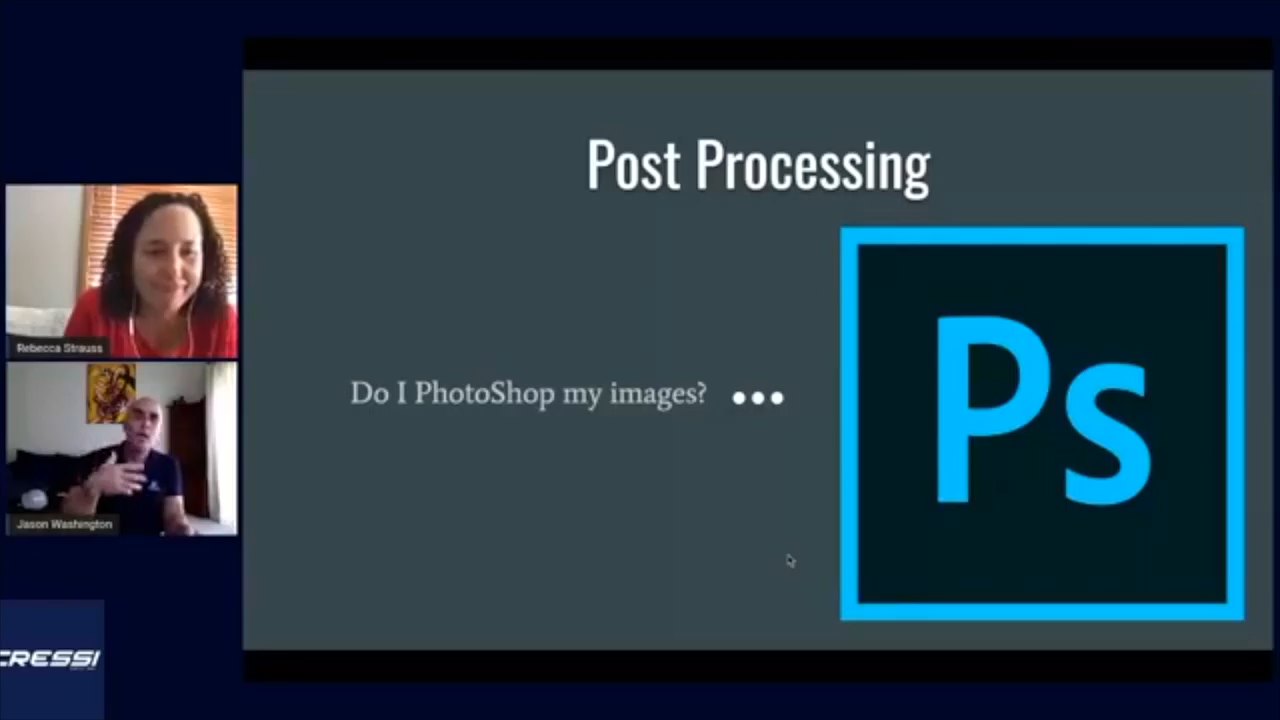 Post Processing
Rebecca Strauss
Do I PhotoShop my images? •••
Ps
Jason Washington
CRESSI